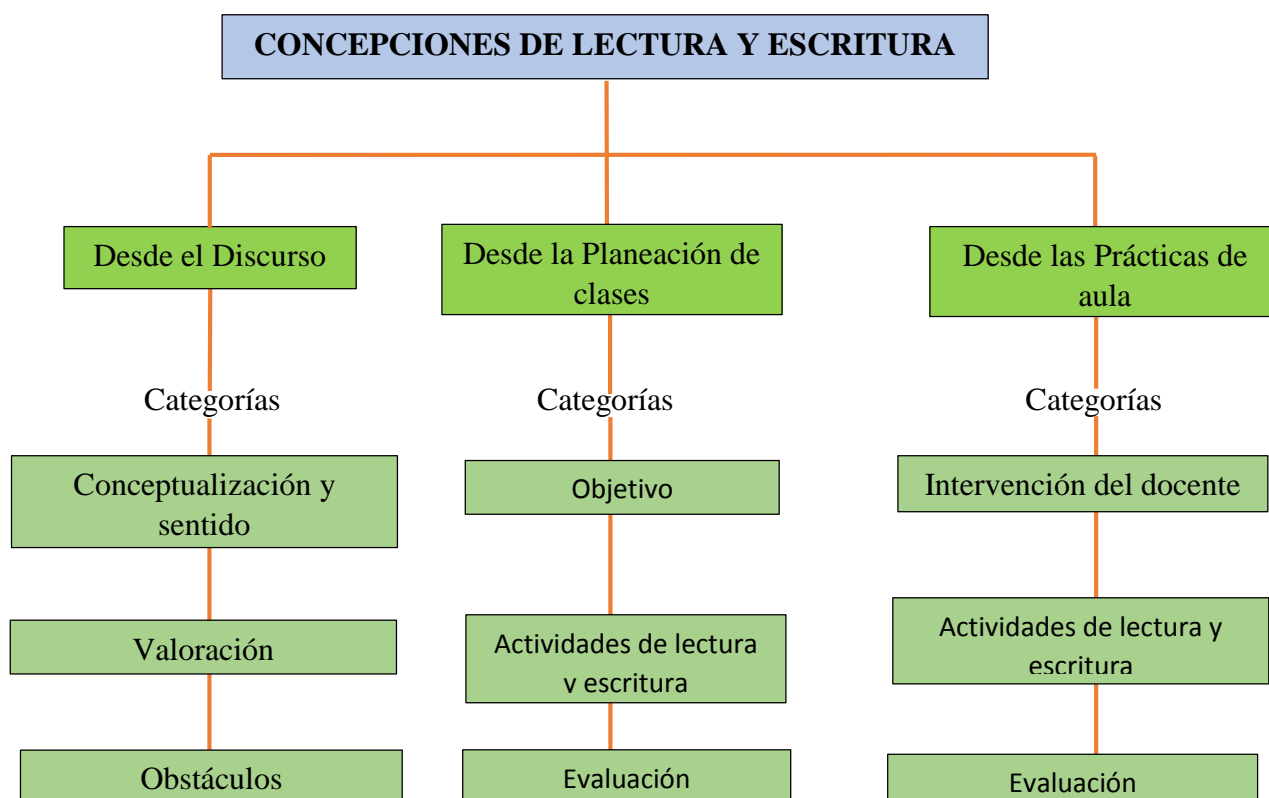 CONCEPCIONES DE LECTURA Y ESCRITURA
Desde el Discurso
Desde la Planeación de
clases
Desde las Prácticas de
aula
Categorías
Categorías
Categorías
Conceptualización y
sentido
Objetivo
Intervención del docente
Valoración
Actividades de lectura
y escritura
Actividades de lectura y
escritura
Obstáculos
Evaluación
Evaluación